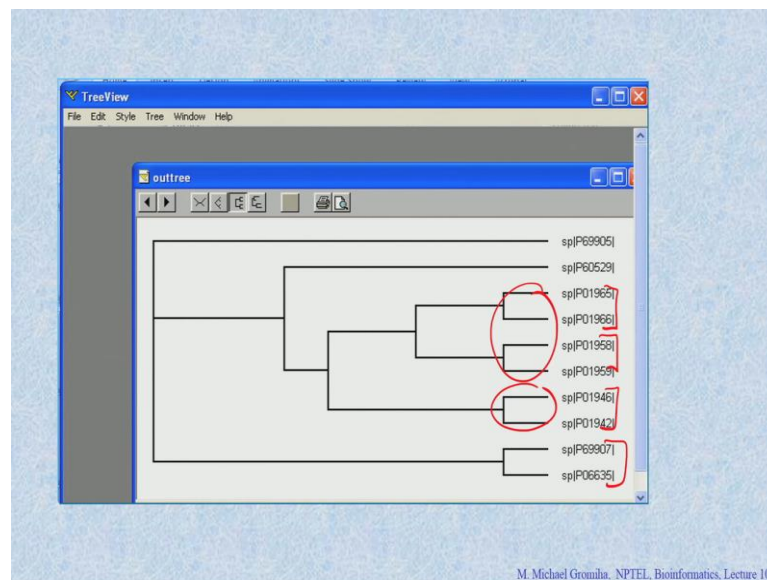 TreeView
File Edit Style Tree Window Help
outtree
sp|P69905|
sp|P60529|
sp|P01965|
sp|P01966|
sp|P01958|
sp|P01959|
sp|P01946|
sp|P01942|
sp|P69907|
sp|P06635|
M. Michael Gromiha, NPTEL, Bioinformatics, Lecture 10